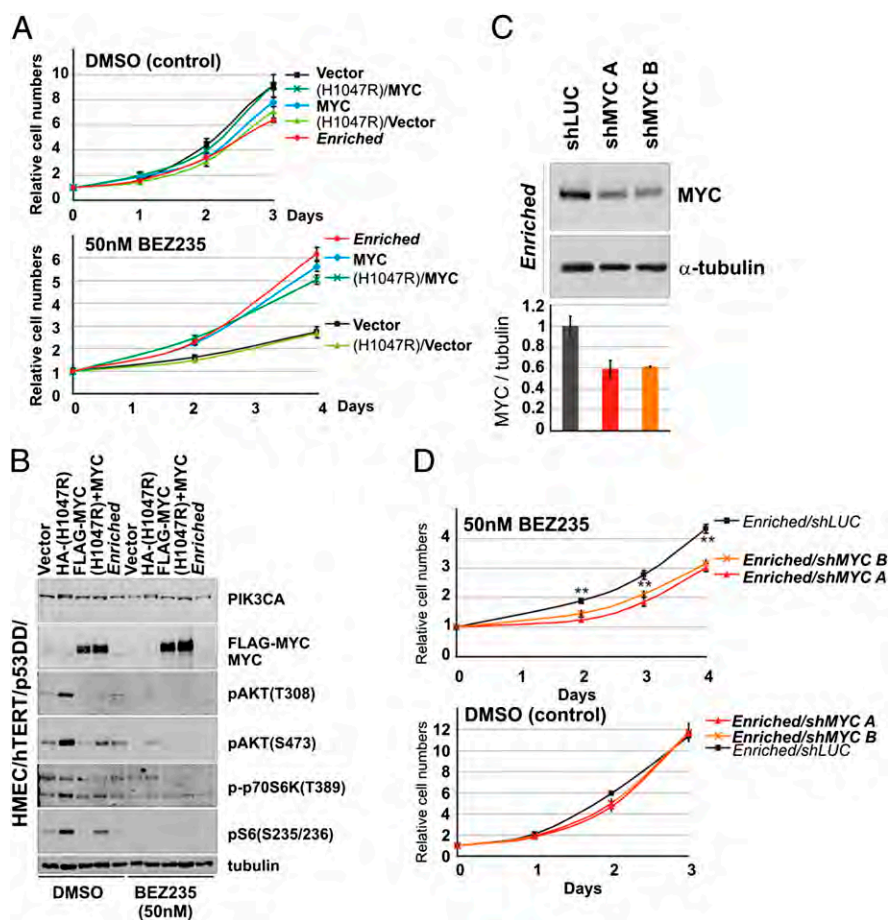 A
DMSO (control)
Relative cell numbers
10
8
6
4
2
0
0 1 2 3 Days
Vector
(H1047R)/MYC
MYC
(H1047R)/Vector
Enriched
50nM BEZ235
Relative cell numbers
6
5
4
3
2
1
0
0 1 2 3 4 Days
Enriched
MYC
(H1047R)/MYC
Vector
(H1047R)/Vector
B
HMEC/hTERT/p53DD/
Vector
HA-(H1047R)
FLAG-MYC
(H1047R)+MYC
Enriched
Vector
HA-(H1047R)
FLAG-MYC
(H1047R)+MYC
Enriched
PIK3CA
FLAG-MYC
MYC
pAKT(T308)
pAKT(S473)
p-p70S6K(T389)
pS6(S235/236)
tubulin
DMSO BEZ235
(50nM)
C
shLUC
shMYC A
shMYC B
Enriched
MYC
α-tubulin
MYC / tubulin
1.2
1
0.8
0.6
0.4
0.2
0
D
50nM BEZ235
Relative cell numbers
4
3
2
1
0
** ** **
0 1 2 3 4
Days
Enriched/shLUC
Enriched/shMYC B
Enriched/shMYC A
DMSO (control)
Relative cell numbers
12
10
8
6
4
2
0
0 1 2 3
Days
Enriched/shMYC A
Enriched/shMYC B
Enriched/shLUC